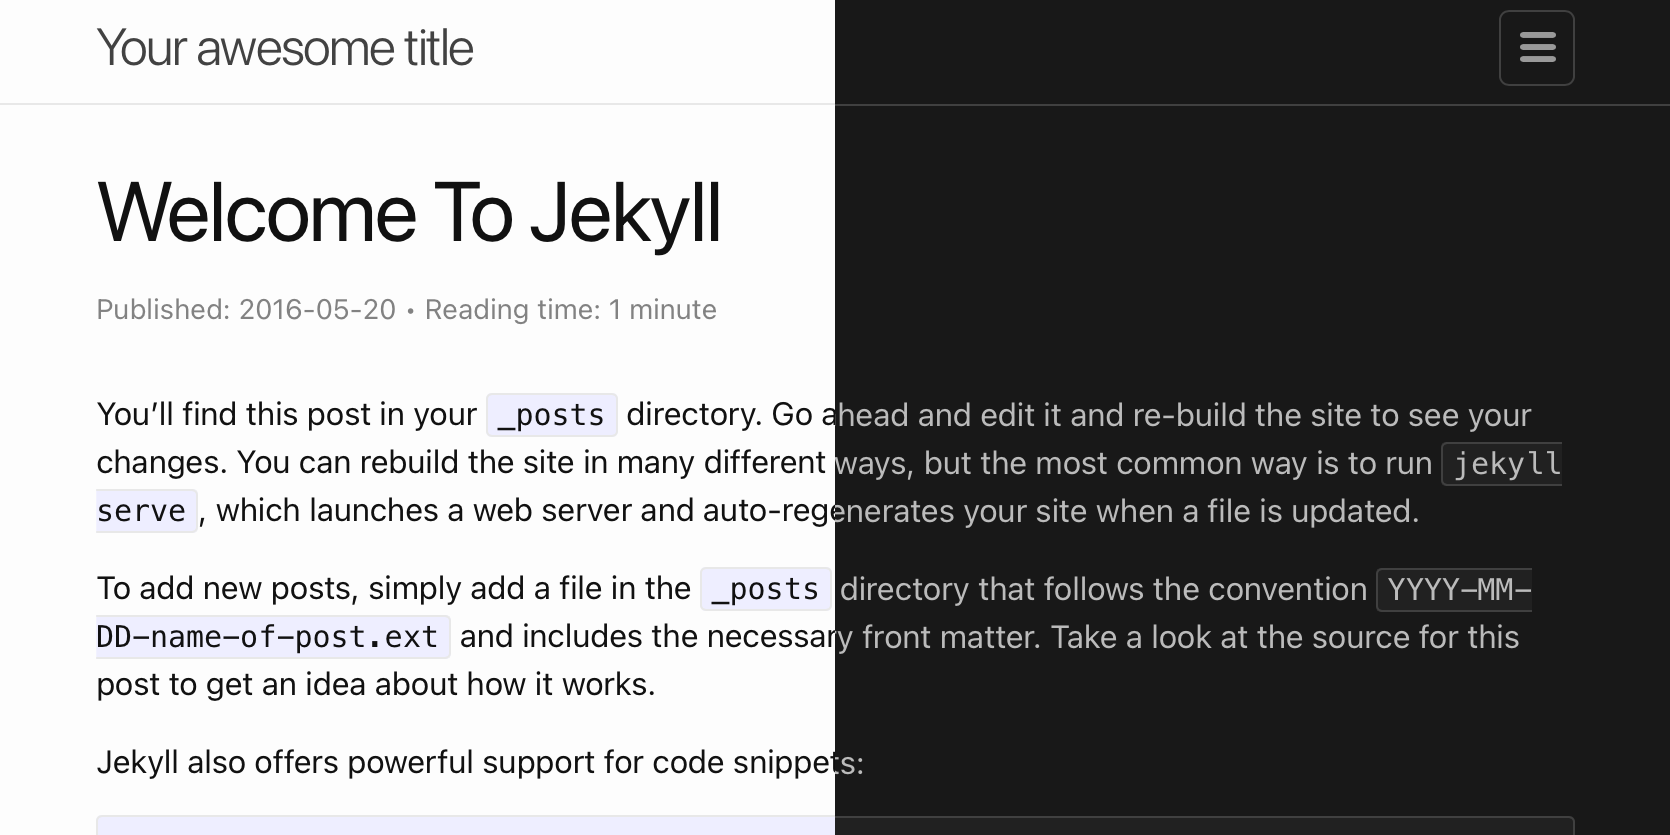 Your awesome title
Welcome To Jekyll
Published: 2016-05-20 • Reading time: 1 minute
You’ll find this post in your _posts directory. Go ahead and edit it and re-build the site to see your
changes. You can rebuild the site in many different ways, but the most common way is to run jekyll
serve, which launches a web server and auto-regenerates your site when a file is updated.
To add new posts, simply add a file in the _posts directory that follows the convention YYYY-MM-
DD-name-of-post.ext and includes the necessary front matter. Take a look at the source for this
post to get an idea about how it works.
Jekyll also offers powerful support for code snippets: